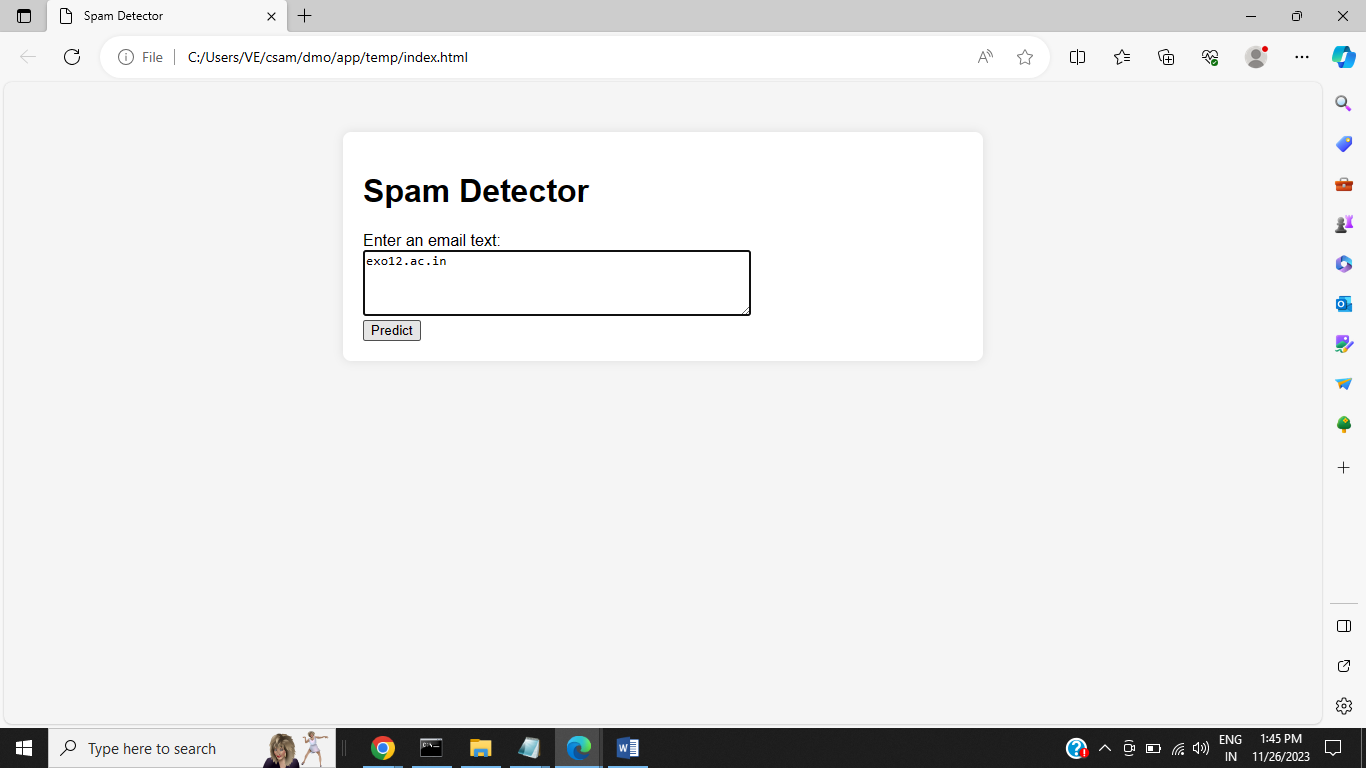 Spam Detector
File
C:/Users/VE/csam/dmo/app/temp/index.html
Spam Detector
Enter an email text:
exo12.ac.in
Predict
Type here to search
ENG
IN
1:45 PM
11/26/2023